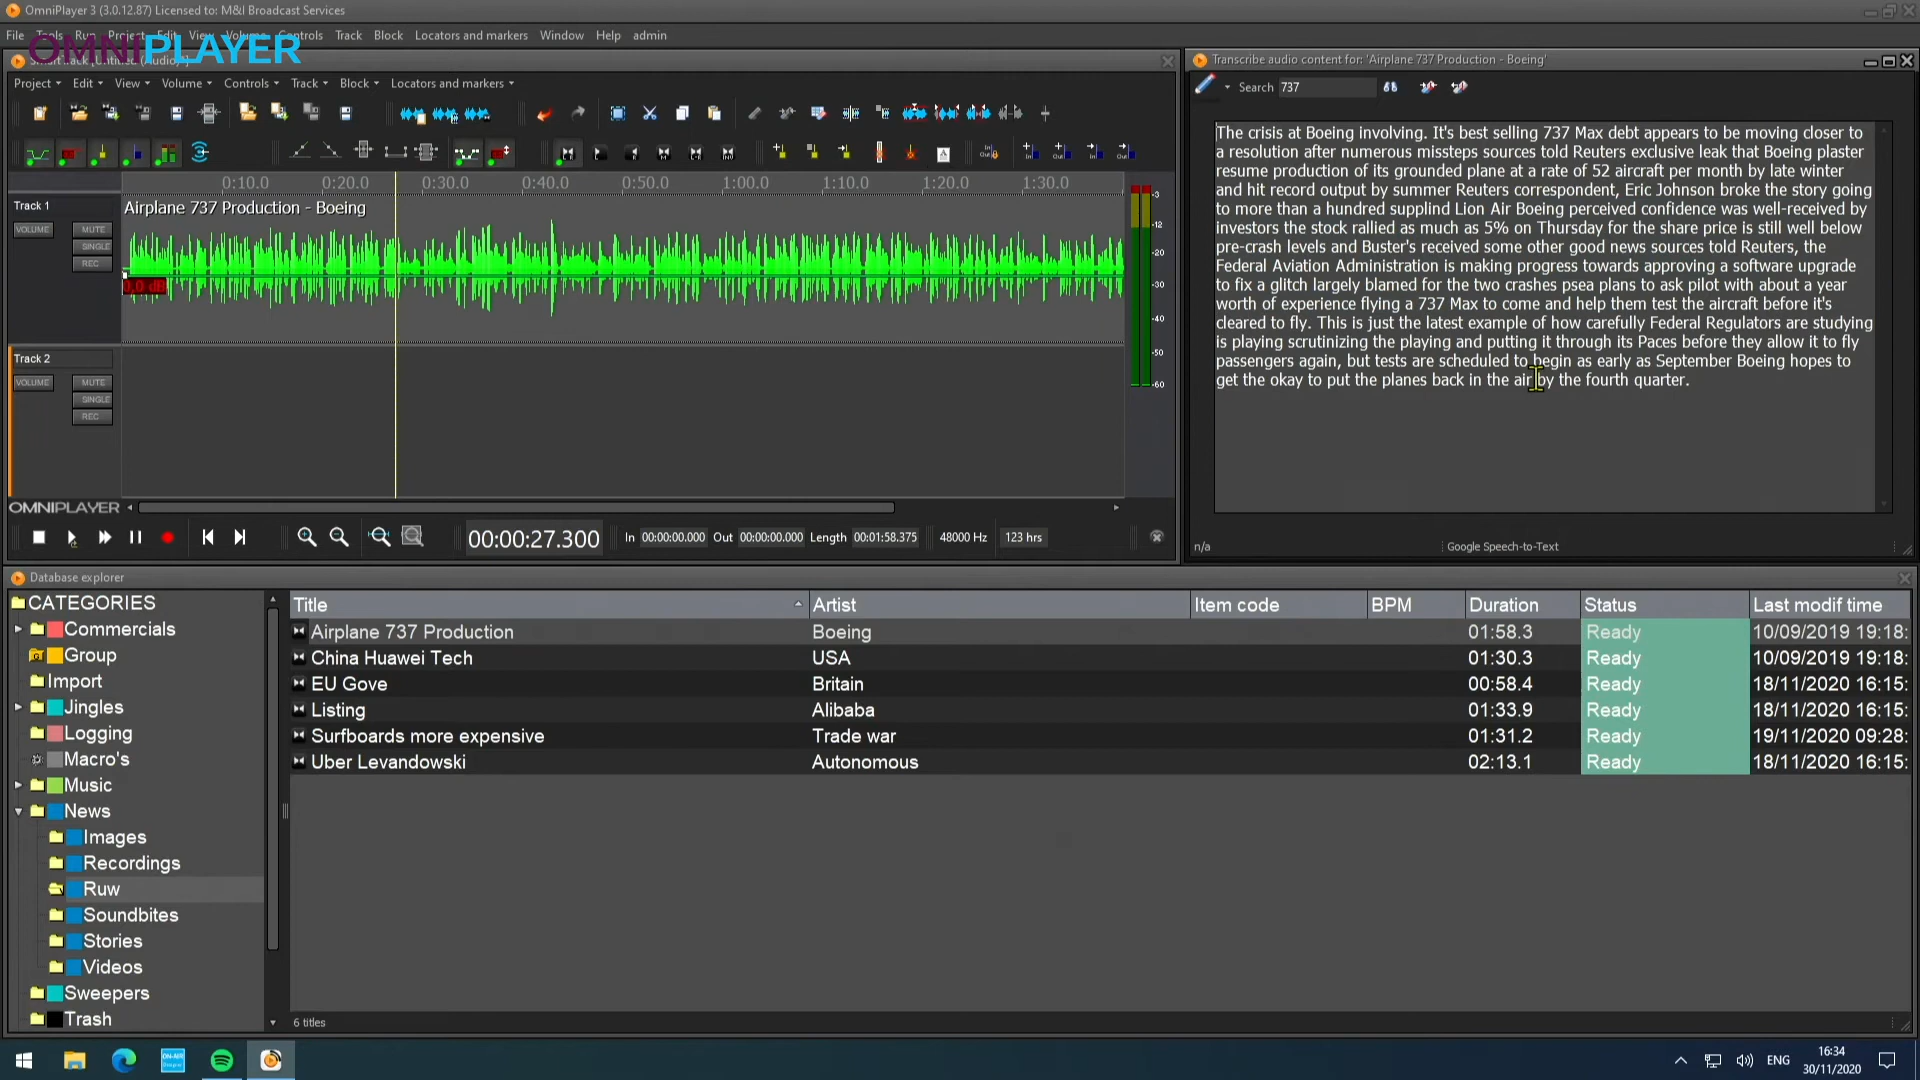 OmniPlayer 3 (3.0.12.87) Licensed to: M&I Broadcast Services
File Tools Run Project Edit View Volume Controls Track Block Locators and markers Window Help admin
OMNIPLAYER
Project Edit View Volume Controls Track Block Locators and markers
0:10.0 0:20.0 0:30.0 0:40.0 0:50.0 1:00.0 1:10.0 1:20.0 1:30.0
Track 1
Airplane 737 Production - Boeing
VOLUME MUTE
SINGLE
REC
0,0 dB
-3
-12
-20
-30
-40
-50
-60
Track 2
VOLUME MUTE
SINGLE
REC
OMNIPLAYER
00:00:27.300 In 00:00:00.000 Out 00:00:00.000 Length 00:01:58.375 48000 Hz 123 hrs
Transcribe audio content for: 'Airplane 737 Production - Boeing'
Search 737
The crisis at Boeing involving. It's best selling 737 Max debt appears to be moving closer to
a resolution after numerous missteps sources told Reuters exclusive leak that Boeing plaster
resume production of its grounded plane at a rate of 52 aircraft per month by late winter
and hit record output by summer Reuters correspondent, Eric Johnson broke the story going
to more than a hundred supplind Lion Air Boeing perceived confidence was well-received by
investors the stock rallied as much as 5% on Thursday for the share price is still well below
pre-crash levels and Buster's received some other good news sources told Reuters, the
Federal Aviation Administration is making progress towards approving a software upgrade
to fix a glitch largely blamed for the two crashes psea plans to ask pilot with about a year
worth of experience flying a 737 Max to come and help them test the aircraft before it's
cleared to fly. This is just the latest example of how carefully Federal Regulators are studying
is playing scrutinizing the playing and putting it through its Paces before they allow it to fly
passengers again, but tests are scheduled to begin as early as September Boeing hopes to
get the okay to put the planes back in the air by the fourth quarter.
n/a Google Speech-to-Text
Database explorer
CATEGORIES
Commercials
Group
Import
Jingles
Logging
Macro's
Music
News
Images
Recordings
Ruw
Soundbites
Stories
Videos
Sweepers
Trash
Title Artist Item code BPM Duration Status Last modif time
Airplane 737 Production Boeing 01:58.3 Ready 10/09/2019 19:18:
China Huawei Tech USA 01:30.3 Ready 10/09/2019 19:18:
EU Gove Britain 00:58.4 Ready 18/11/2020 16:15:
Listing Alibaba 01:33.9 Ready 18/11/2020 16:15:
Surfboards more expensive Trade war 01:31.2 Ready 19/11/2020 09:28:
Uber Levandowski Autonomous 02:13.1 Ready 18/11/2020 16:15:
6 titles
ON-AIR
ENG
16:34
30/11/2020